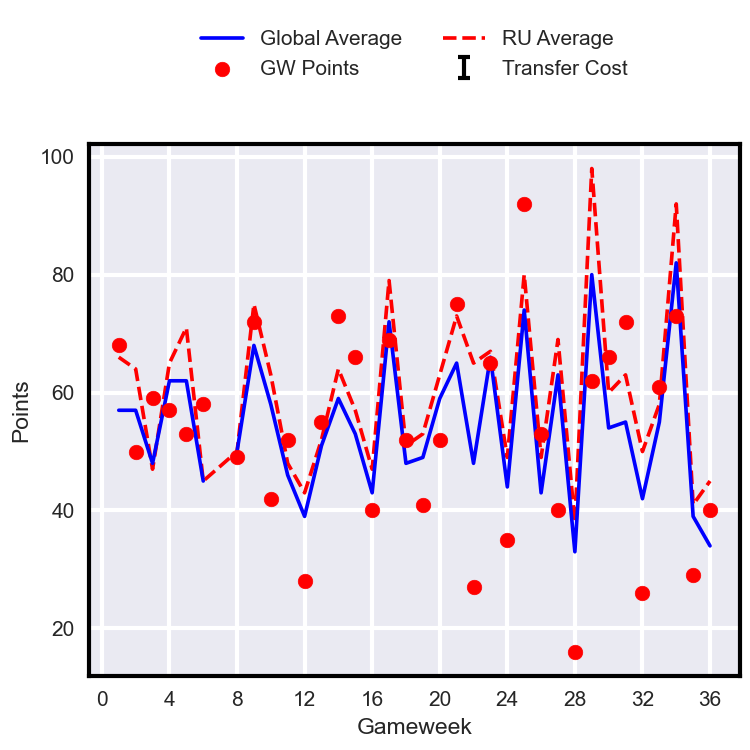 Global Average
RU Average
GW Points
Transfer Cost
100
80
60
40
20
Points
0 4 8 12 16 20 24 28 32 36
Gameweek